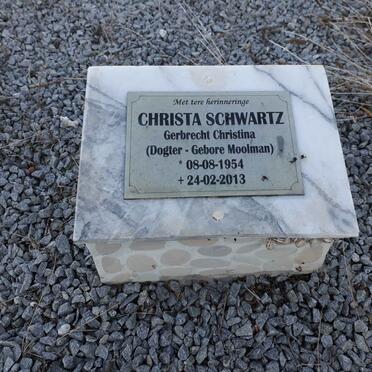 Met tere herinneringe
CHRISTA SCHWARTZ
Gerbrecht Christina
(Dogter - Gebore Moolman)
* 08-08-1954
+ 24-02-2013